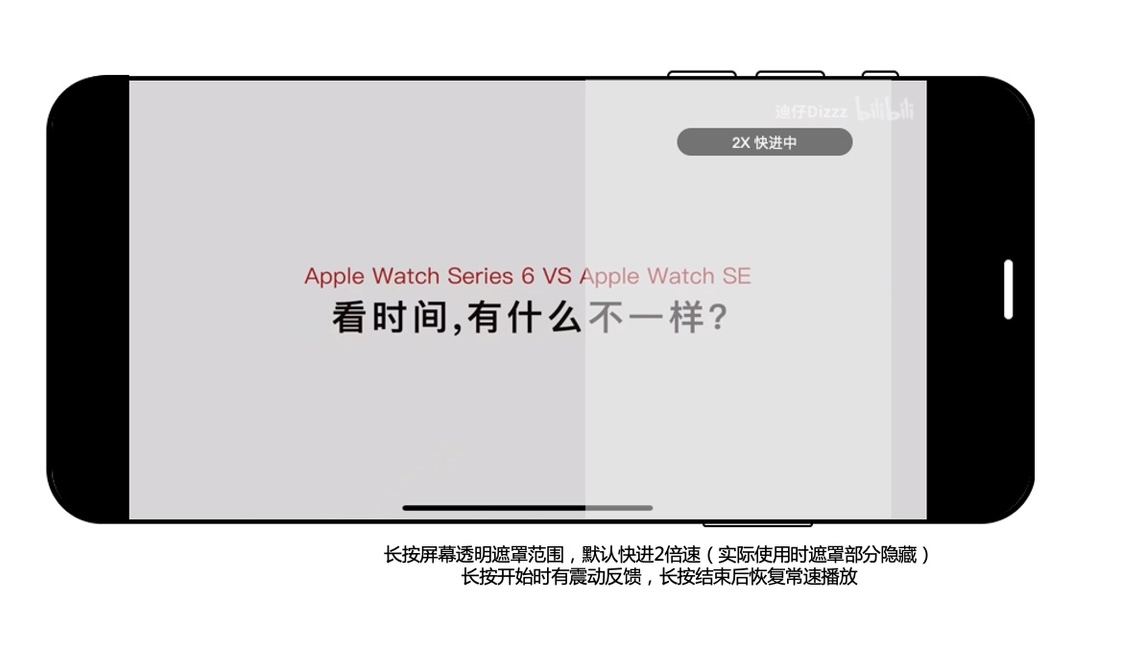 迪仔Dizzz bilibili
2X 快进中
Apple Watch Series 6 VS Apple Watch SE
看时间,有什么不一样?
长按屏幕透明遮罩范围，默认快进2倍速（实际使用时遮罩部分隐藏）
长按开始时有震动反馈，长按结束后恢复常速播放